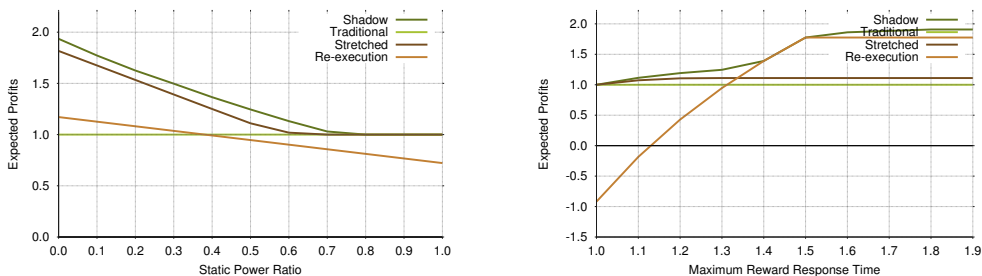 Shadow
Traditional
Stretched
Re-execution
2.0
1.5
1.0
0.5
0.0
Expected Profits
0.0 0.1 0.2 0.3 0.4 0.5 0.6 0.7 0.8 0.9 1.0
Static Power Ratio
Shadow
Traditional
Stretched
Re-execution
2.0
1.5
1.0
0.5
0.0
-0.5
-1.0
-1.5
Expected Profits
1.0 1.1 1.2 1.3 1.4 1.5 1.6 1.7 1.8 1.9
Maximum Reward Response Time